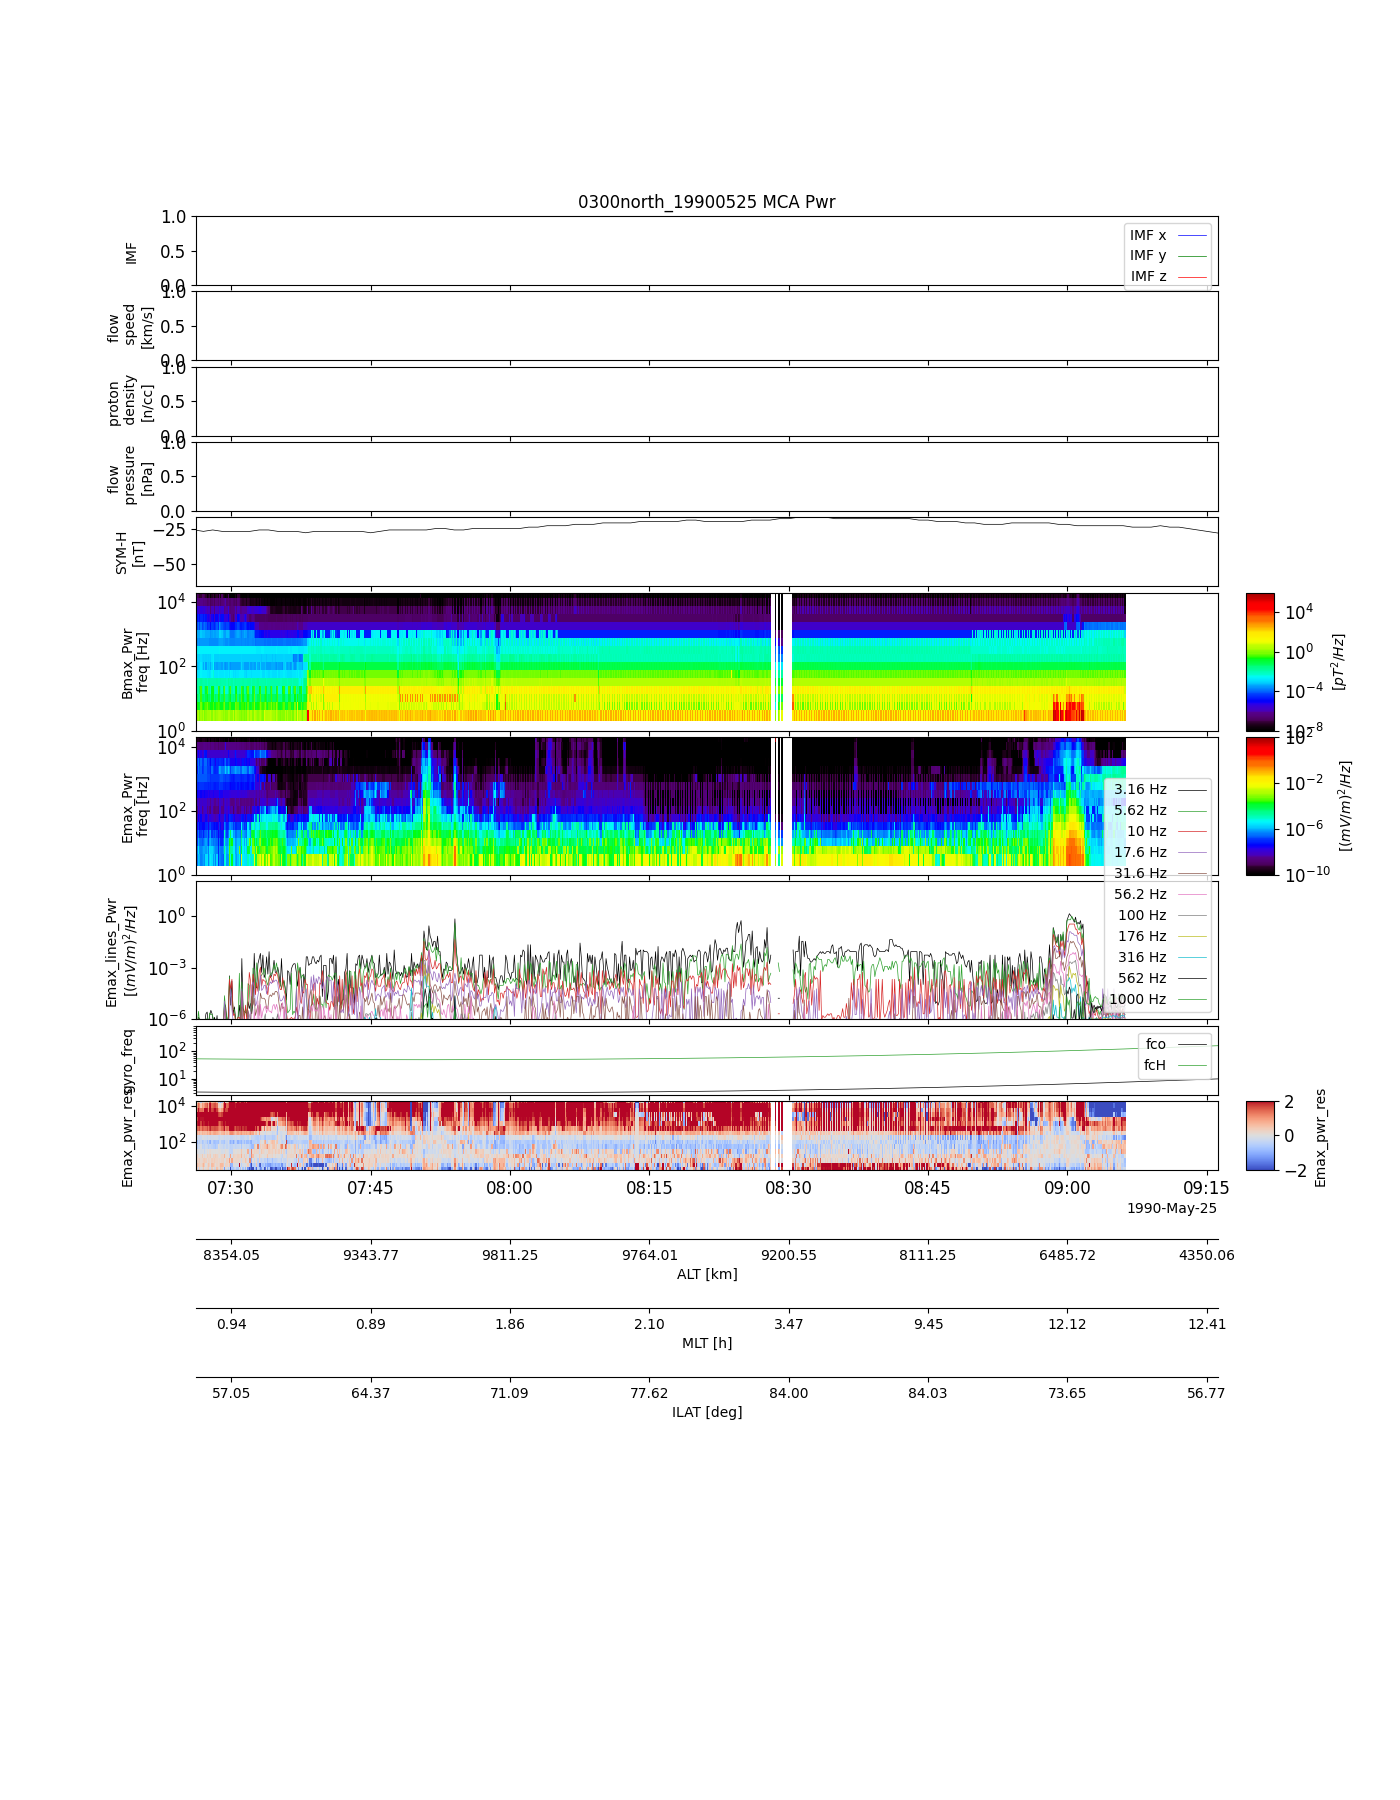 0300north_19900525 MCA Pwr
1.0
0.5
0.0
IMF
IMF x
IMF y
IMF z
1.0
0.5
0.0
flow
speed
[km/s]
1.0
0.5
0.0
proton
density
[n/cc]
1.0
0.5
0.0
flow
pressure
[nPa]
−25
−50
SYM-H
[nT]
10^4
10^2
10^0
Bmax_Pwr
freq [Hz]
10^4
10^0
10^−4
10^−8
[pT^2/Hz]
10^4
10^2
10^0
Emax_Pwr
freq [Hz]
10^2
10^−2
10^−6
10^−10
[(mV/m)^2/Hz]
3.16 Hz
5.62 Hz
10 Hz
17.6 Hz
31.6 Hz
56.2 Hz
100 Hz
176 Hz
316 Hz
562 Hz
1000 Hz
10^0
10^−3
10^−6
Emax_lines_Pwr
[(mV/m)^2/Hz]
10^2
10^1
gyro_freq
fco
fcH
10^4
10^2
Emax_pwr_res
2
0
−2
Emax_pwr_res
07:30 07:45 08:00 08:15 08:30 08:45 09:00 09:15
1990-May-25
8354.05 9343.77 9811.25 9764.01 9200.55 8111.25 6485.72 4350.06
ALT [km]
0.94 0.89 1.86 2.10 3.47 9.45 12.12 12.41
MLT [h]
57.05 64.37 71.09 77.62 84.00 84.03 73.65 56.77
ILAT [deg]